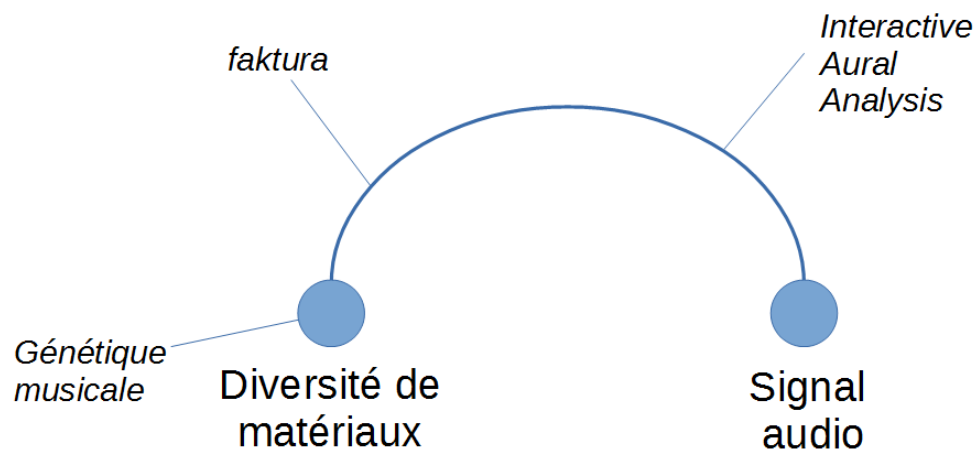 faktura
Interactive
Aural
Analysis
Génétique
musicale
Diversité de
matériaux
Signal
audio